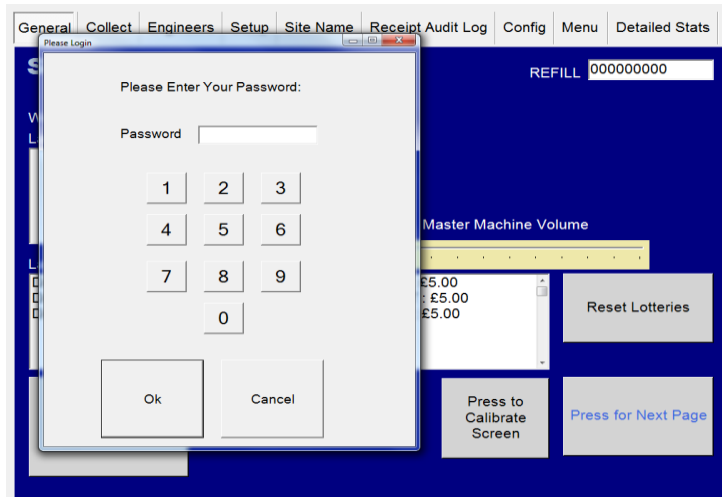 General Collect Engineers Setup Site Name Receipt Audit Log Config Menu Detailed Stats
Please Login
REFILL 000000000
Please Enter Your Password:
Password
1 2 3
4 5 6
Master Machine Volume
7 8 9
£5.00
: £5.00
£5.00
Reset Lotteries
0
Ok Cancel
Press to
Calibrate
Screen
Press for Next Page